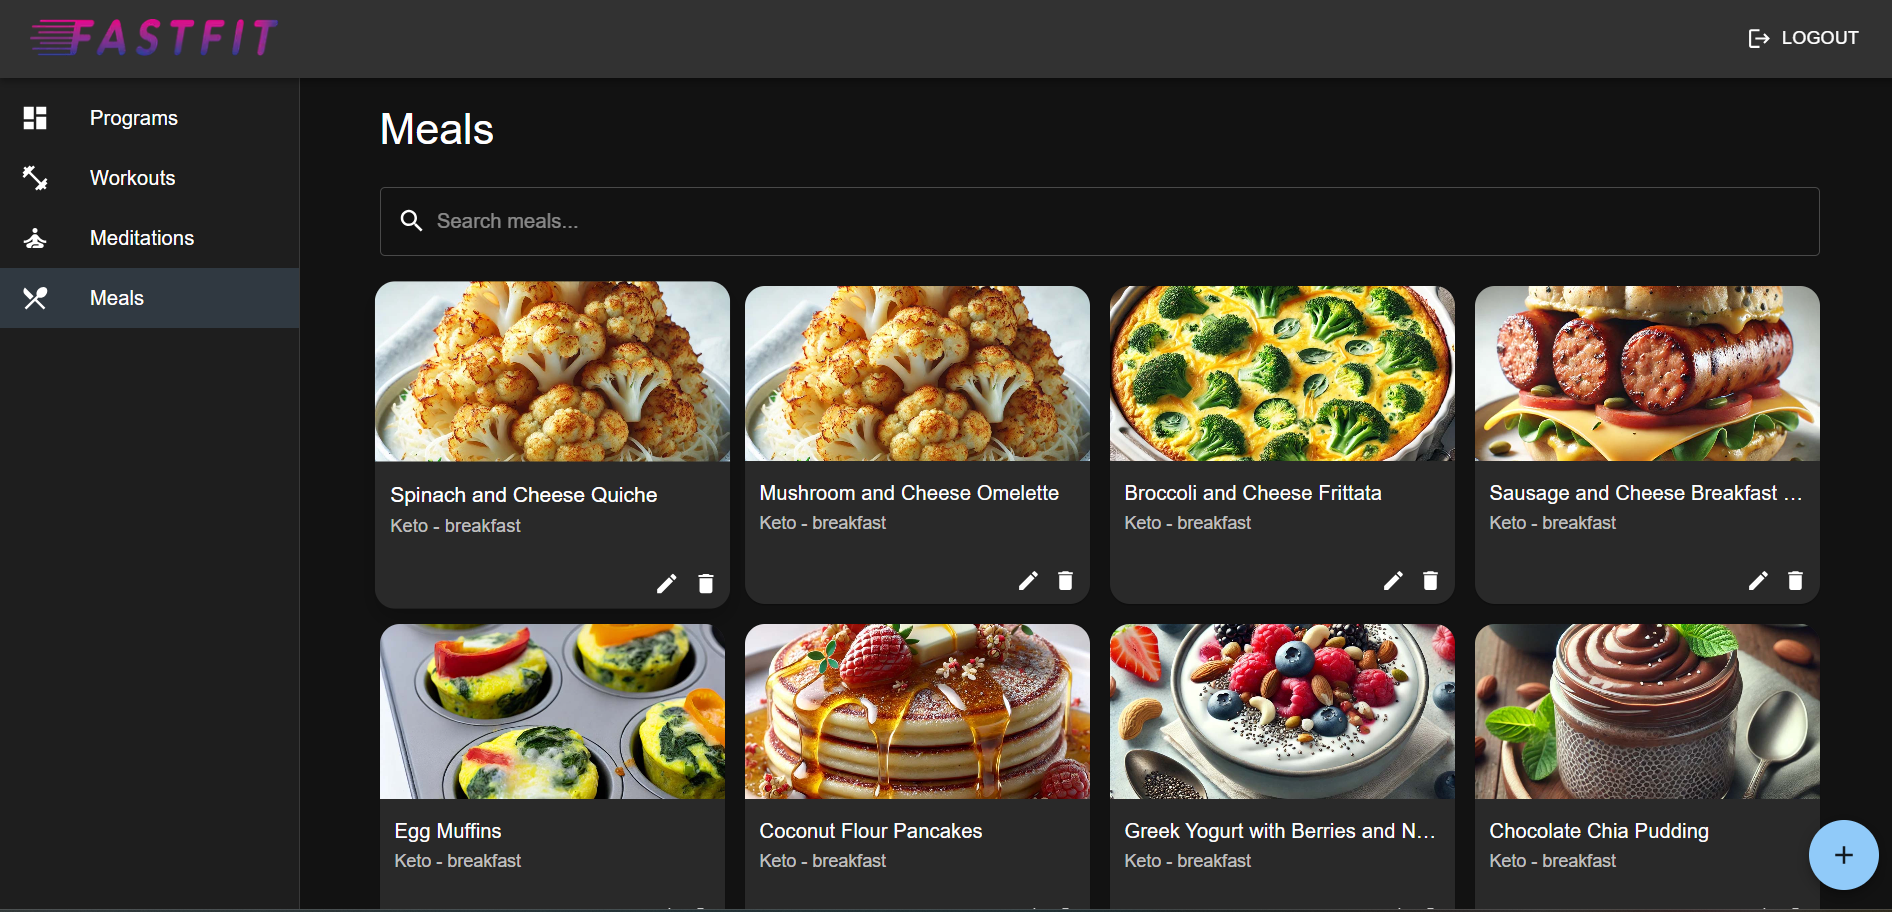 FASTFIT
LOGOUT
Programs
Workouts
Meditations
Meals
Meals
Search meals...
Spinach and Cheese Quiche
Keto - breakfast
Mushroom and Cheese Omelette
Keto - breakfast
Broccoli and Cheese Frittata
Keto - breakfast
Sausage and Cheese Breakfast ...
Keto - breakfast
Egg Muffins
Keto - breakfast
Coconut Flour Pancakes
Keto - breakfast
Greek Yogurt with Berries and N...
Keto - breakfast
Chocolate Chia Pudding
Keto - breakfast